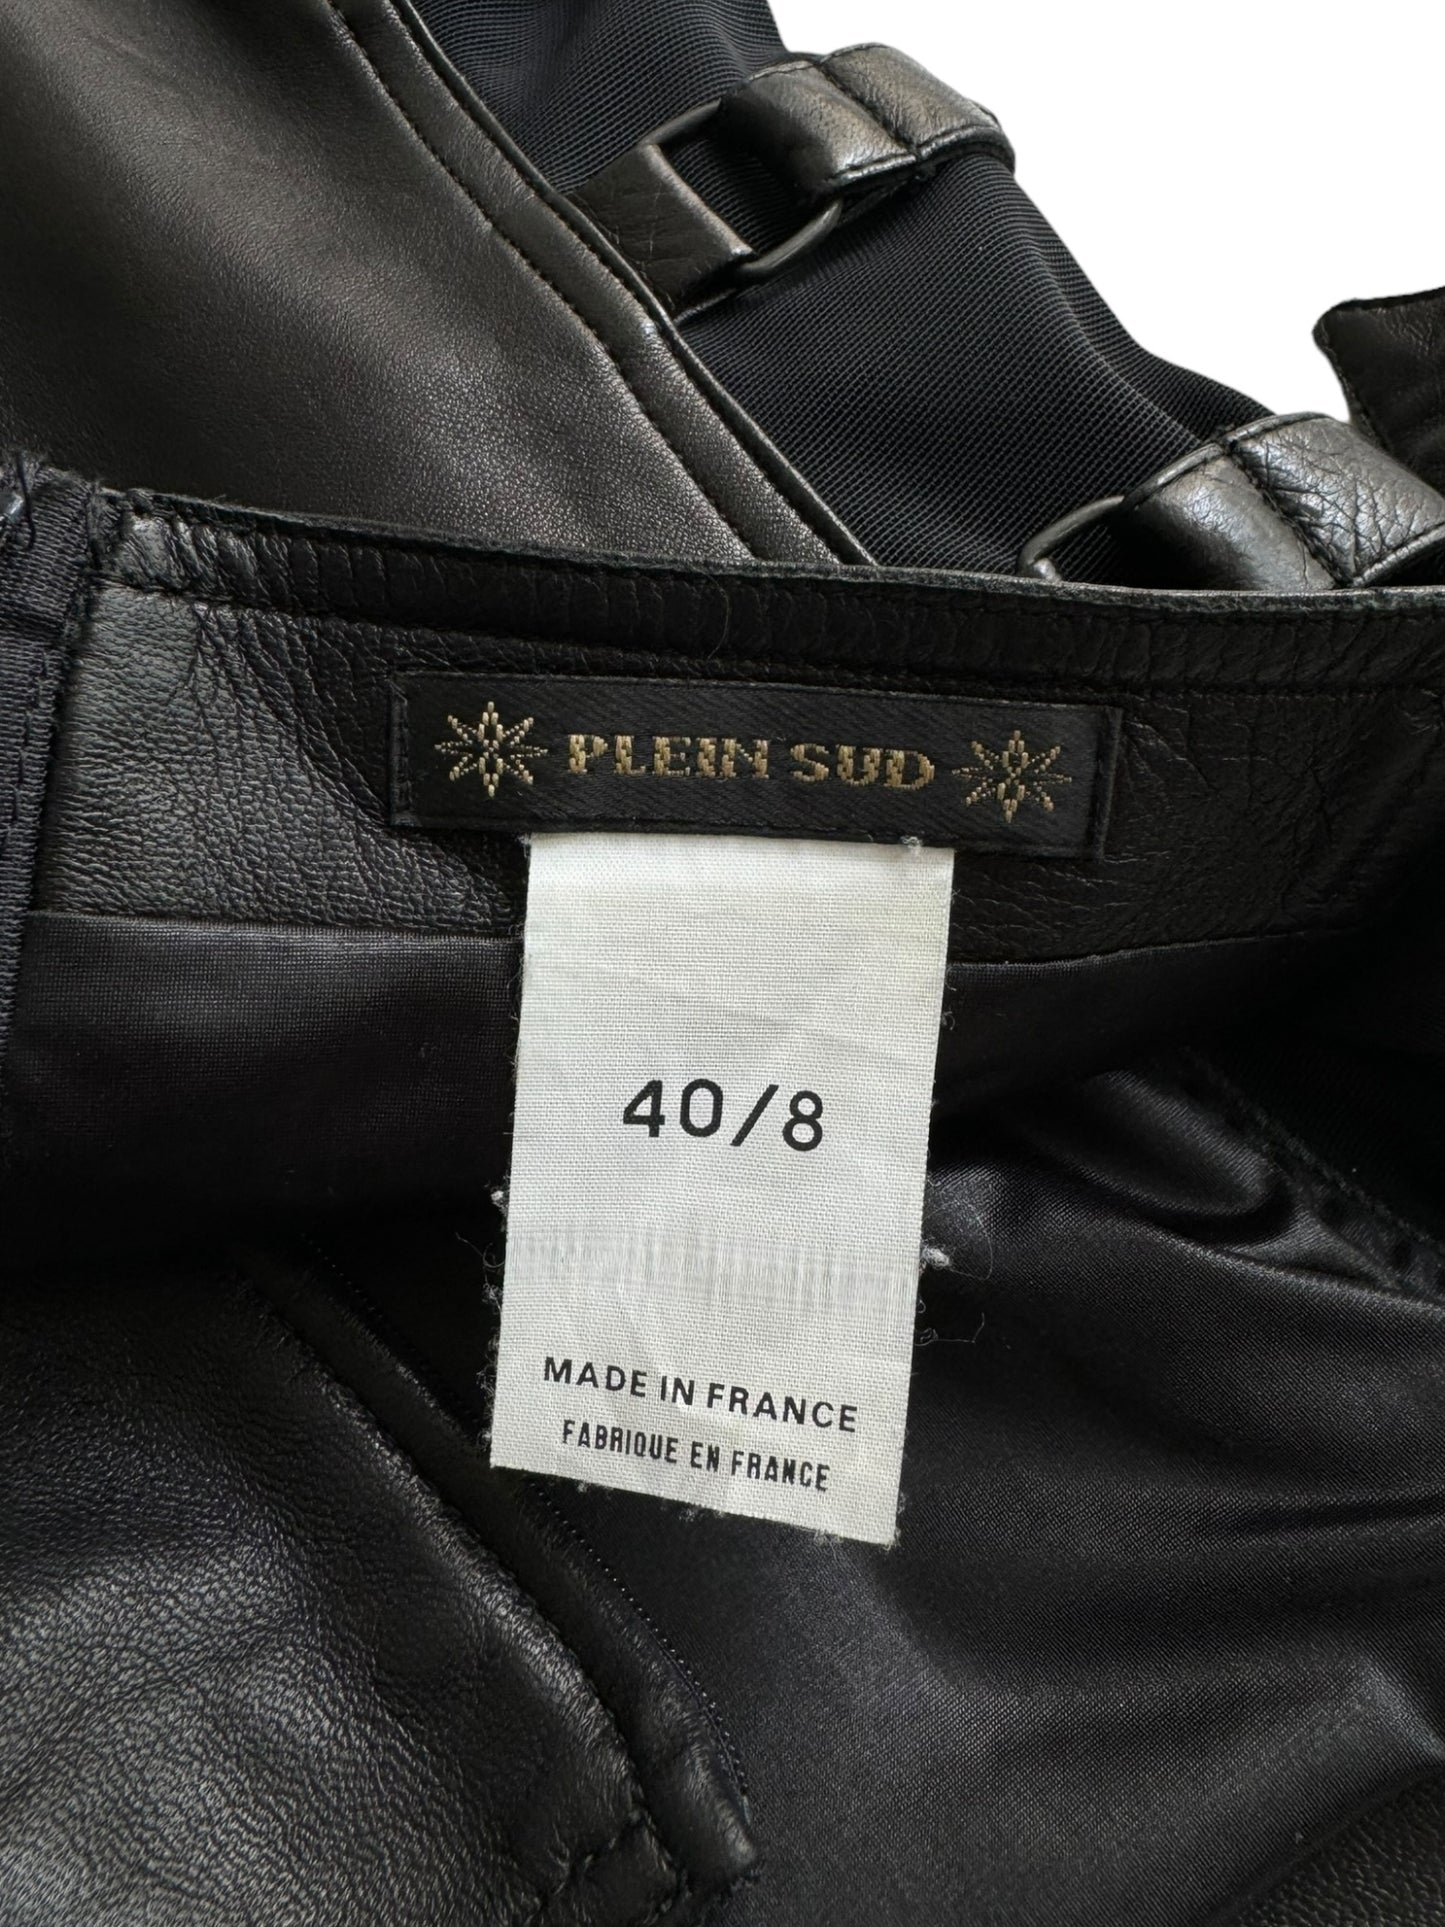 PLEIN SUD
40/8
MADE IN FRANCE
FABRIQUE EN FRANCE